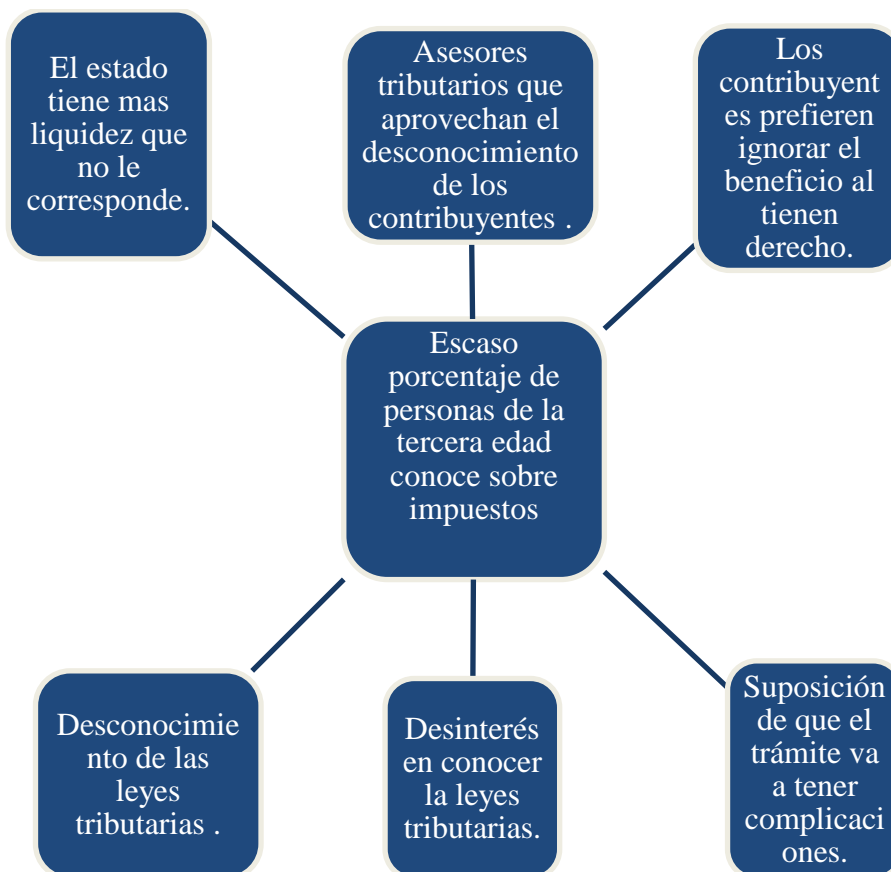 El estado
tiene mas
liquidez que
no le
corresponde.
Asesores
tributarios que
aprovechan el
desconocimiento
de los
contribuyentes .
Los
contribuyent
es prefieren
ignorar el
beneficio al
tienen
derecho.
Escaso
porcentaje de
personas de la
tercera edad
conoce sobre
impuestos
Desconocimie
nto de las
leyes
tributarias .
Desinterés
en conocer
la leyes
tributarias.
Suposición
de que el
trámite va
a tener
complicaci
ones.